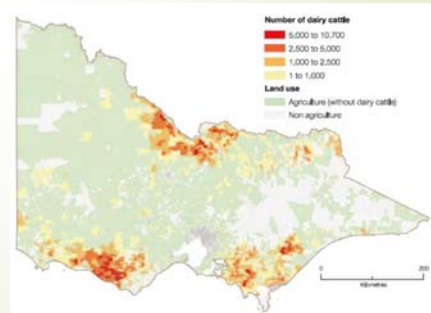 Number of dairy cattle
5,000 to 10,700
2,500 to 5,000
1,000 to 2,500
1 to 1,000
Land use
Agriculture (without dairy cattle)
Non agriculture
0
200
Kilometres